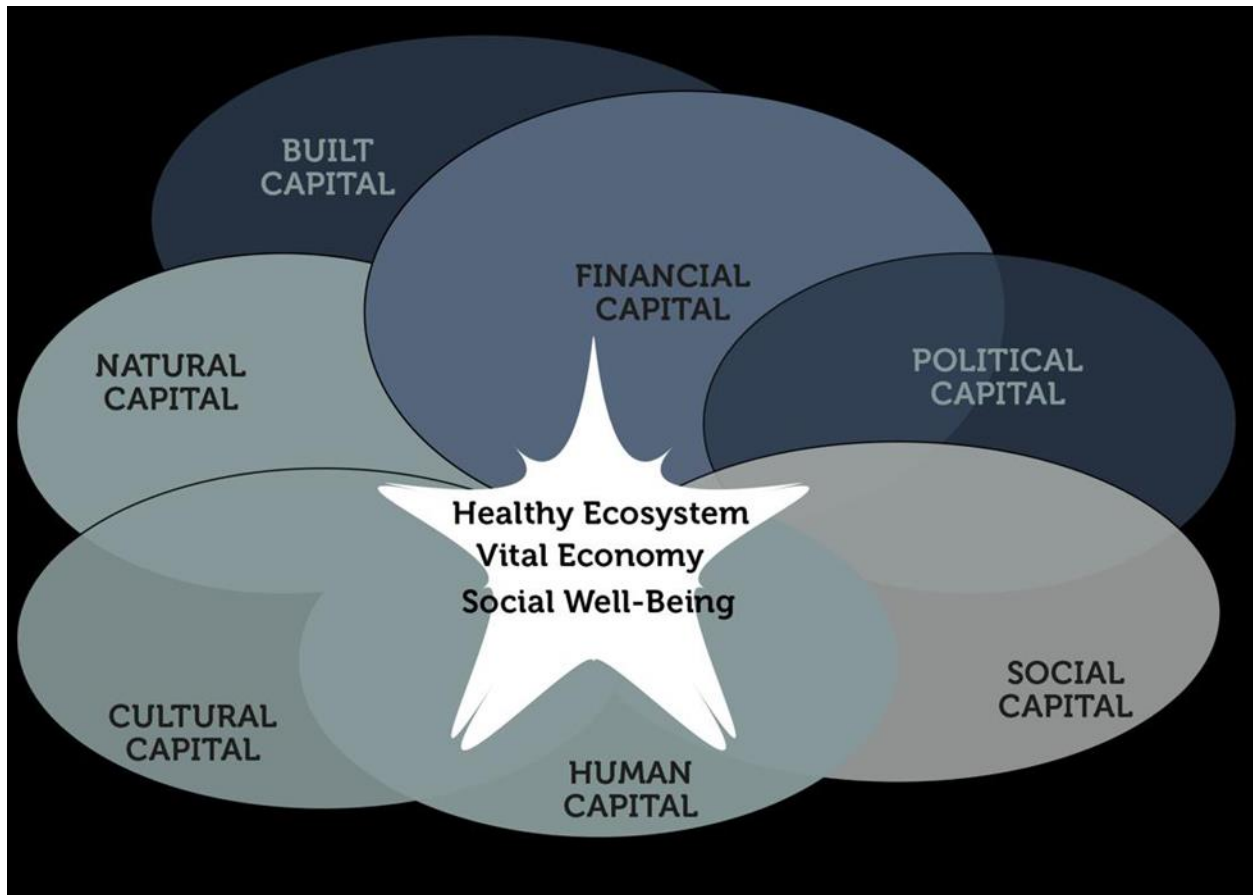 BUILT
CAPITAL
FINANCIAL
CAPITAL
NATURAL
CAPITAL
POLITICAL
CAPITAL
Healthy Ecosystem
Vital Economy
Social Well-Being
SOCIAL
CAPITAL
CULTURAL
CAPITAL
HUMAN
CAPITAL